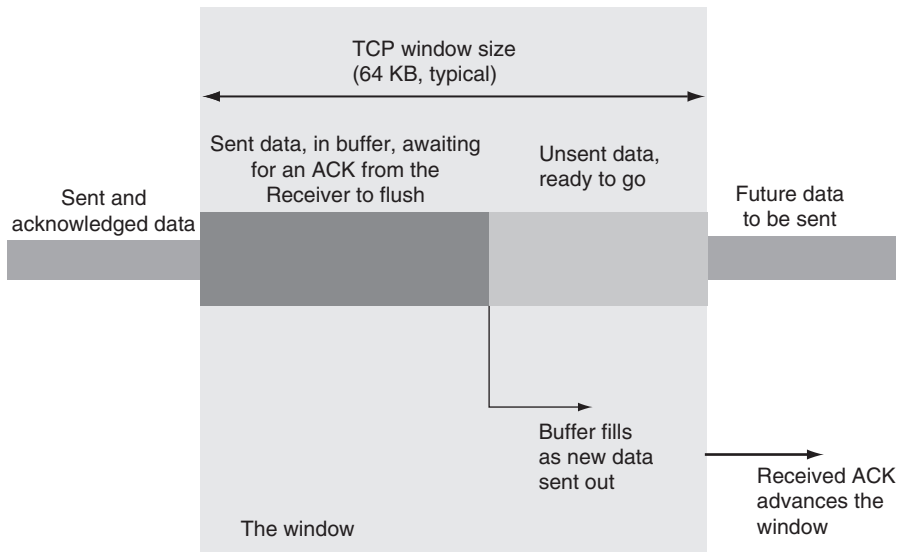 TCP window size
(64 KB, typical)
Sent data, in buffer, awaiting
for an ACK from the
Receiver to flush
Unsent data,
ready to go
Sent and
acknowledged data
Future data
to be sent
Buffer fills
as new data
sent out
Received ACK
advances the
window
The window